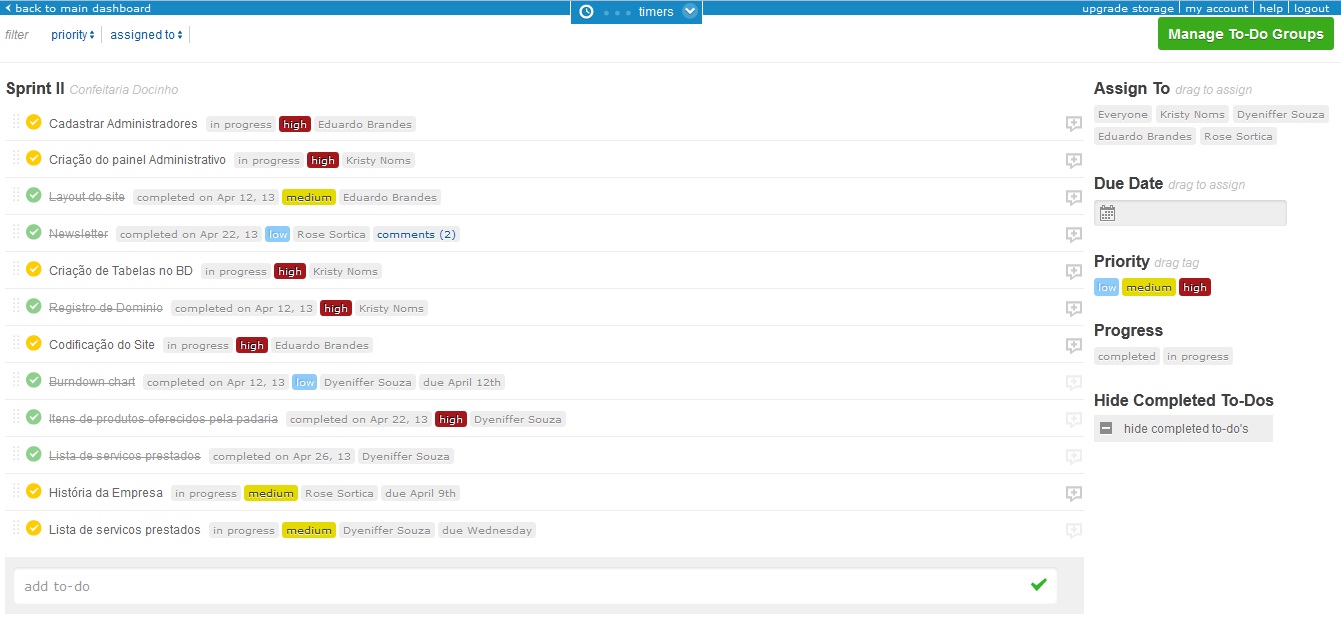 back to main dashboard timers upgrade storage my account help logout
filter priority assigned to Manage To-Do Groups
Sprint II Confeitaria Docinho
Cadastrar Administradores in progress high Eduardo Brandes
Criação do painel Administrativo in progress high Kristy Noms
Layout do site completed on Apr 12, 13 medium Eduardo Brandes
Newsletter completed on Apr 22, 13 low Rose Sortica comments (2)
Criação de Tabelas no BD in progress high Kristy Noms
Registro de Dominio completed on Apr 12, 13 high Kristy Noms
Codificação do Site in progress high Eduardo Brandes
Burndown chart completed on Apr 12, 13 low Dyeniffer Souza due April 12th
Itens de produtos oferecidos pela padaria completed on Apr 22, 13 high Dyeniffer Souza
Lista de servicos prestados completed on Apr 26, 13 Dyeniffer Souza
História da Empresa in progress medium Rose Sortica due April 9th
Lista de servicos prestados in progress medium Dyeniffer Souza due Wednesday
add to-do
Assign To drag to assign
Everyone Kristy Noms Dyeniffer Souza
Eduardo Brandes Rose Sortica
Due Date drag to assign
Priority drag tag
low medium high
Progress
completed in progress
Hide Completed To-Dos
hide completed to-do's